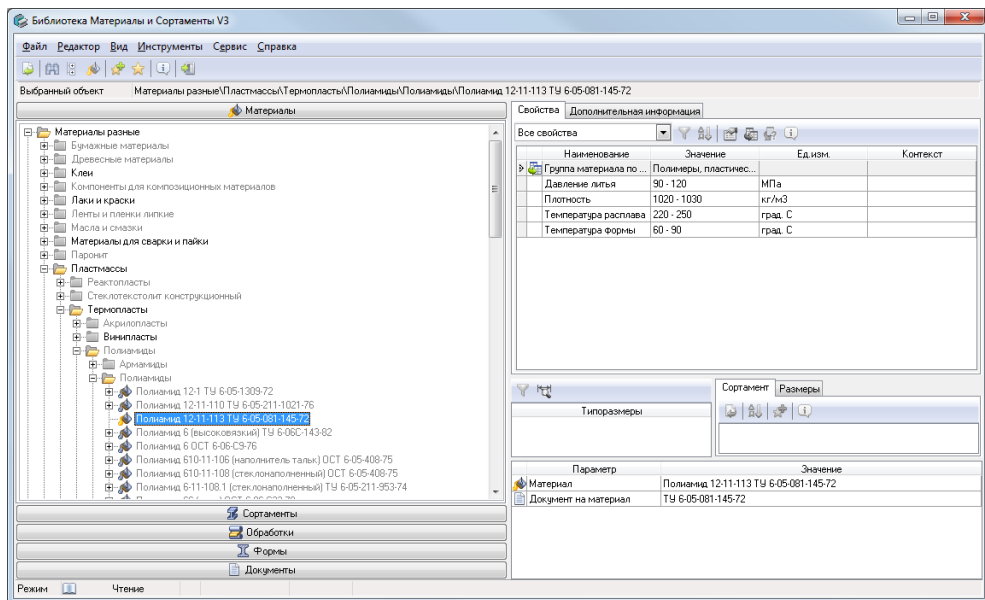 Библиотека Материалы и Сортаменты V3
Файл Редактор Вид Инструменты Сервис Справка
Выбранный объект Материалы разные\Пластмассы\Термопласты\Полиамиды\Полиамиды\Полиамид 12-11-113 ТУ 6-05-081-145-72
Материалы
Материалы разные
Бумажные материалы
Древесные материалы
Клеи
Компоненты для композиционных материалов
Лаки и краски
Ленты и пленки липкие
Масла и смазки
Материалы для сварки и пайки
Паронит
Пластмассы
Реактопласты
Стеклотекстолит конструкционный
Термопласты
Акрилопласты
Винипласты
Полиамиды
Армамиды
Полиамиды
Полиамид 12-1 ТУ 6-05-1309-72
Полиамид 12-11-110 ТУ 6-05-211-1021-76
Полиамид 12-11-113 ТУ 6-05-081-145-72
Полиамид 6 (высоковязкий) ТУ 6-06С-143-82
Полиамид 6 ОСТ 6-06-С9-76
Полиамид 610-11-106 (наполнитель тальк) ОСТ 6-05-408-75
Полиамид 610-11-108 (стеклонаполненный) ОСТ 6-05-408-75
Полиамид 6-11-108.1 (стеклонаполненный) ТУ 6-05-211-953-74
Сортаменты
Обработки
Формы
Документы
Режим Чтение
Свойства Дополнительная информация
Все свойства
Наименование Значение Ед.изм. Контекст
Группа материала по ... Полимеры, пластичес...
Давление литья 90 - 120 МПа
Плотность 1020 - 1030 кг/м3
Температура расплава 220 - 250 град. С
Температура формы 60 - 90 град. С
Типоразмеры
Сортамент Размеры
Параметр Значение
Материал Полиамид 12-11-113 ТУ 6-05-081-145-72
Документ на материал ТУ 6-05-081-145-72